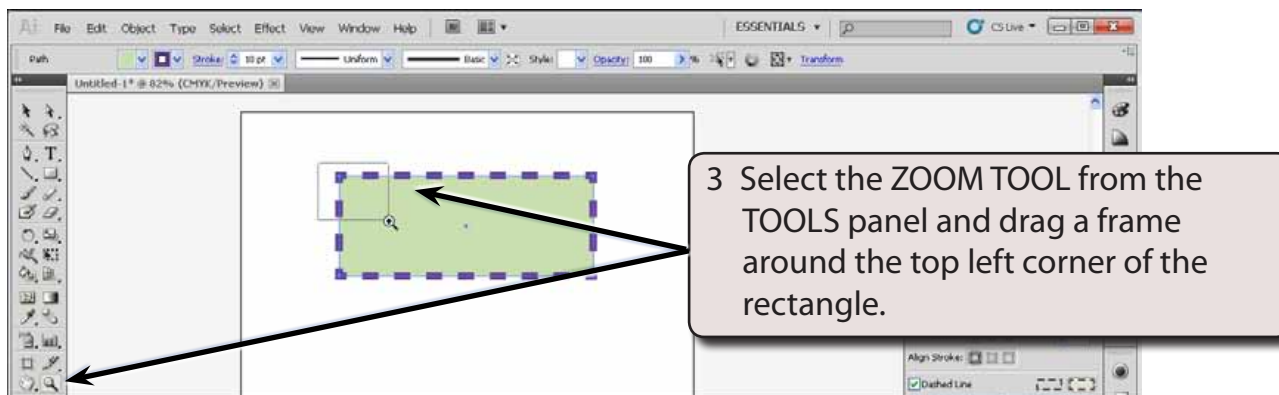 Ai File Edit Object Type Select Effect View Window Help ESSENTIALS CS Live
Path Stroke: 10 pt Uniform Basic Style: Opacity: 100 % Transform
Untitled-1* @ 82% (CMYK/Preview)
3 Select the ZOOM TOOL from the
TOOLS panel and drag a frame
around the top left corner of the
rectangle.
Align Stroke:
Dashed Line